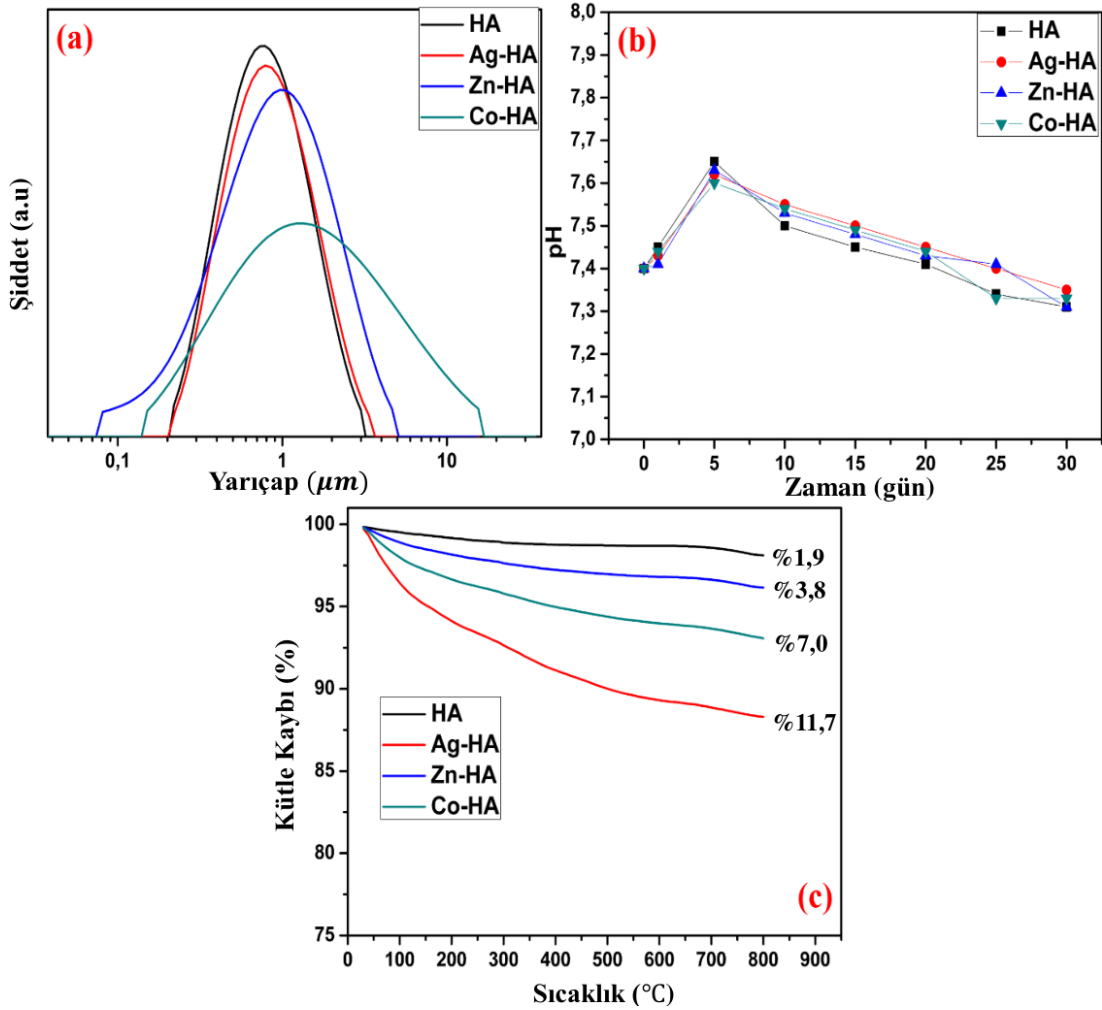 (a)
HA
Ag-HA
Zn-HA
Co-HA
Şiddet (a.u)
0,1 1 10
Yarıçap (μm)
(b)
HA
Ag-HA
Zn-HA
Co-HA
8,0
7,9
7,8
7,7
7,6
7,5
7,4
7,3
7,2
7,1
7,0
pH
0 5 10 15 20 25 30
Zaman (gün)
100
95
90
85
80
75
Kütle Kaybı (%)
%1,9
%3,8
%7,0
%11,7
HA
Ag-HA
Zn-HA
Co-HA
(c)
0 100 200 300 400 500 600 700 800 900
Sıcaklık (°C)